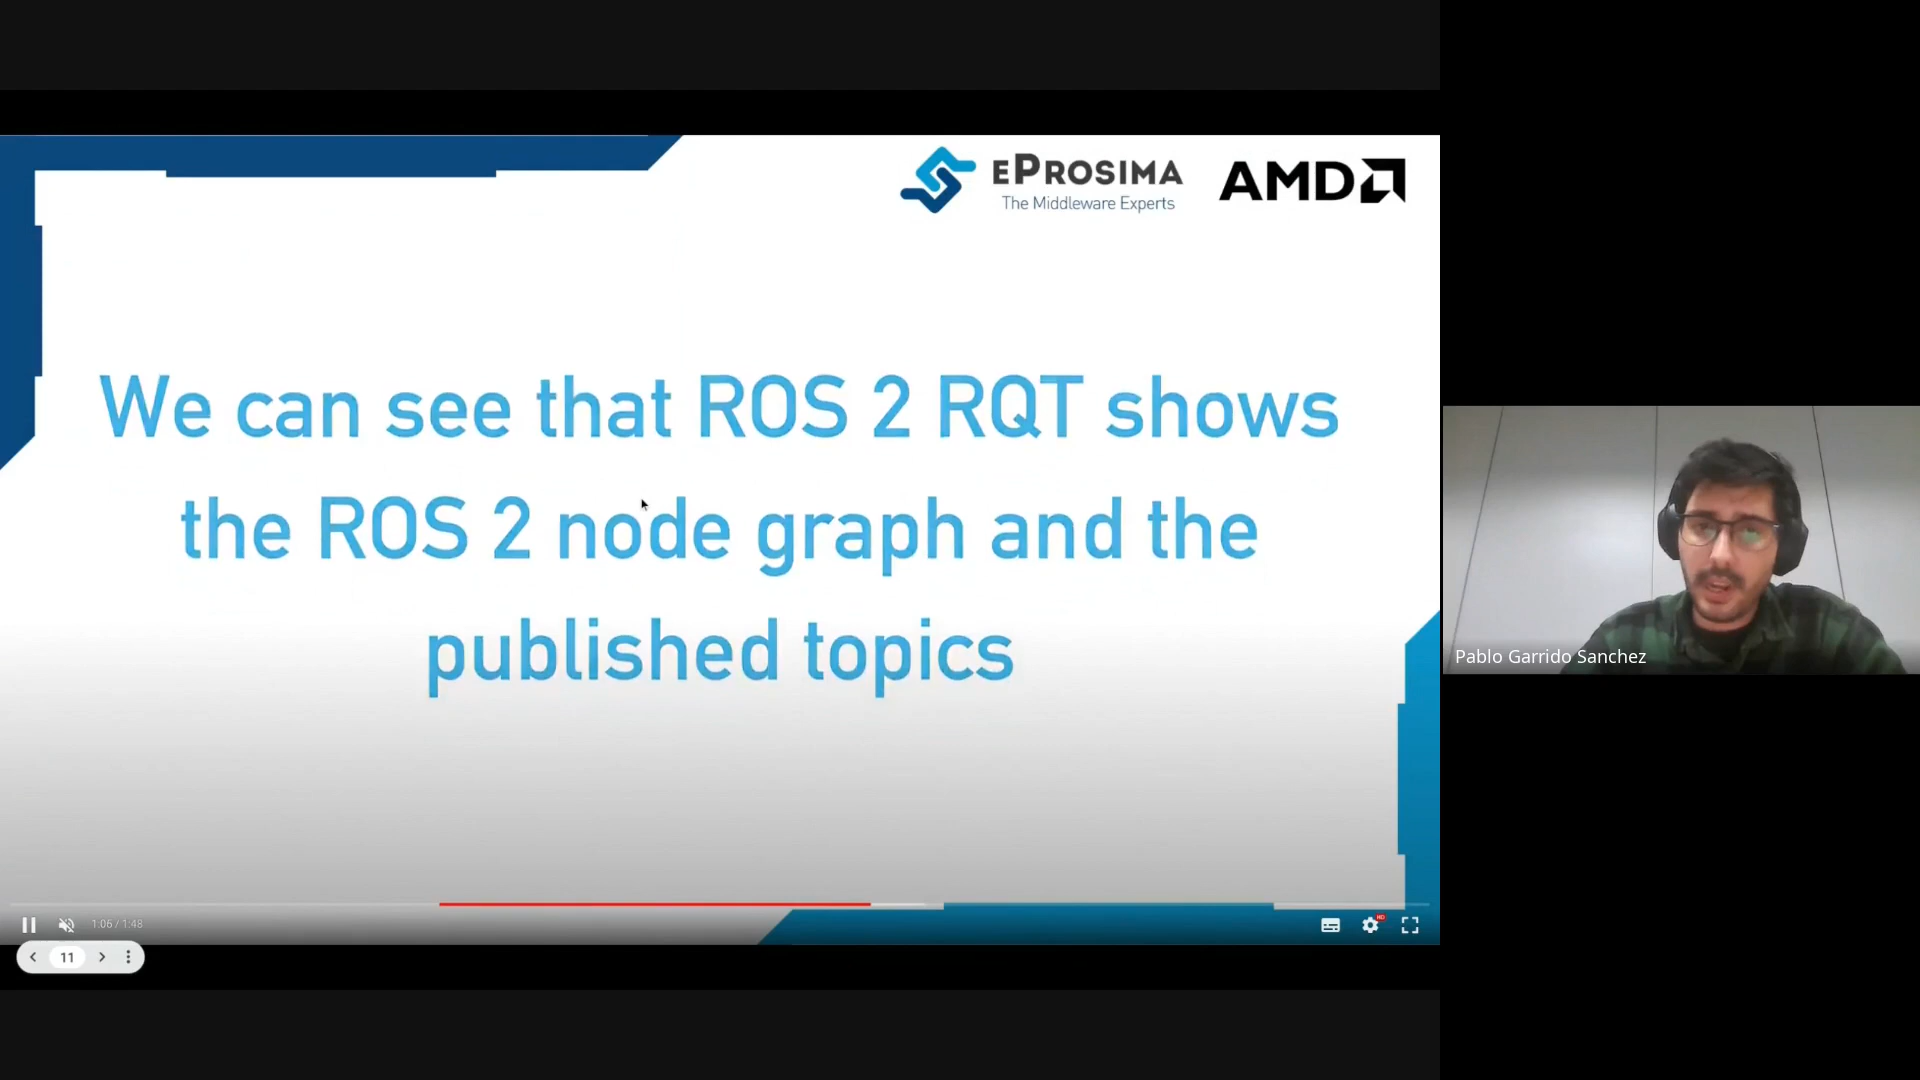 EPROSIMA
The Middleware Experts
AMD
We can see that ROS 2 RQT shows
the ROS 2 node graph and the
published topics
Pablo Garrido Sanchez
1:06 / 1:48
HD
11